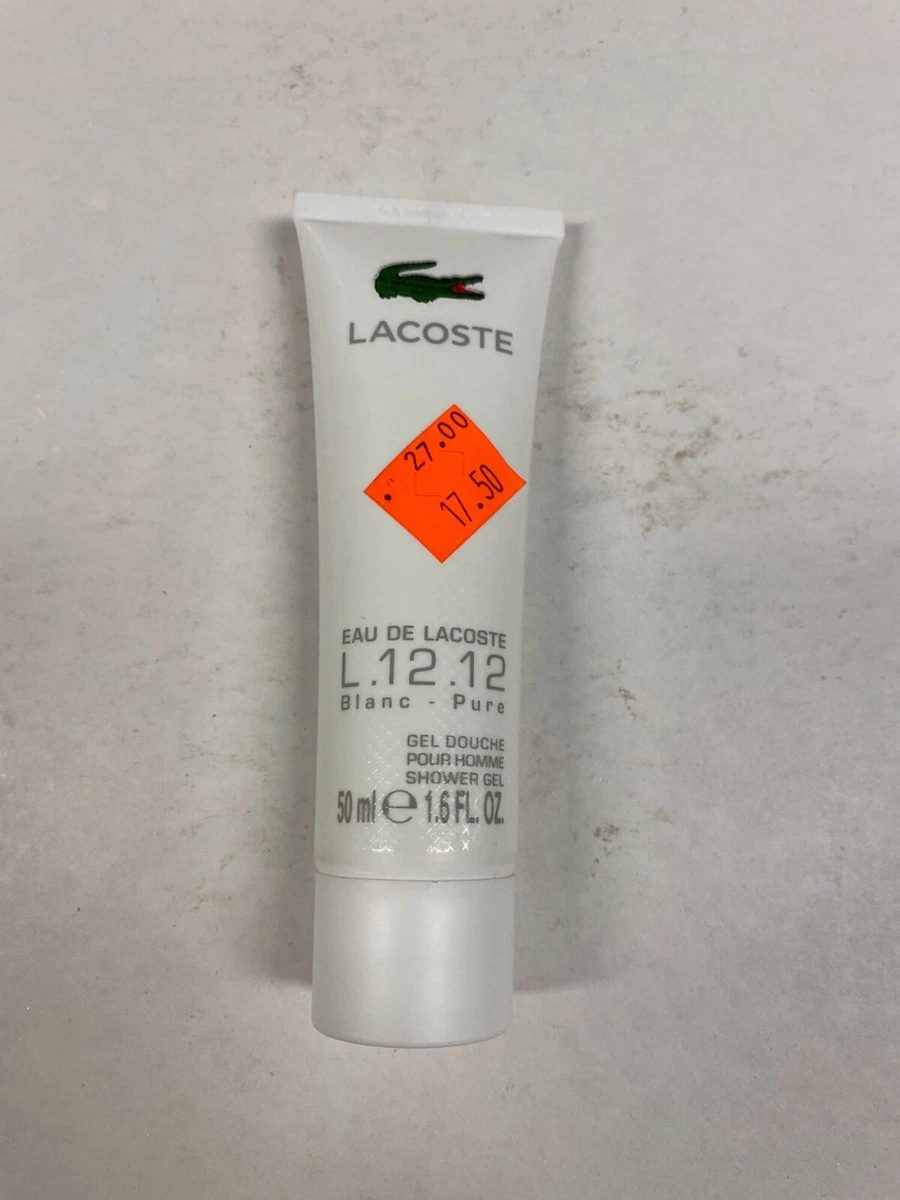 LACOSTE
27.00
17.50
EAU DE LACOSTE
L.12.12
Blanc - Pure
GEL DOUCHE
POUR HOMME
SHOWER GEL
50 ml ℮ 1.6 FL. OZ.